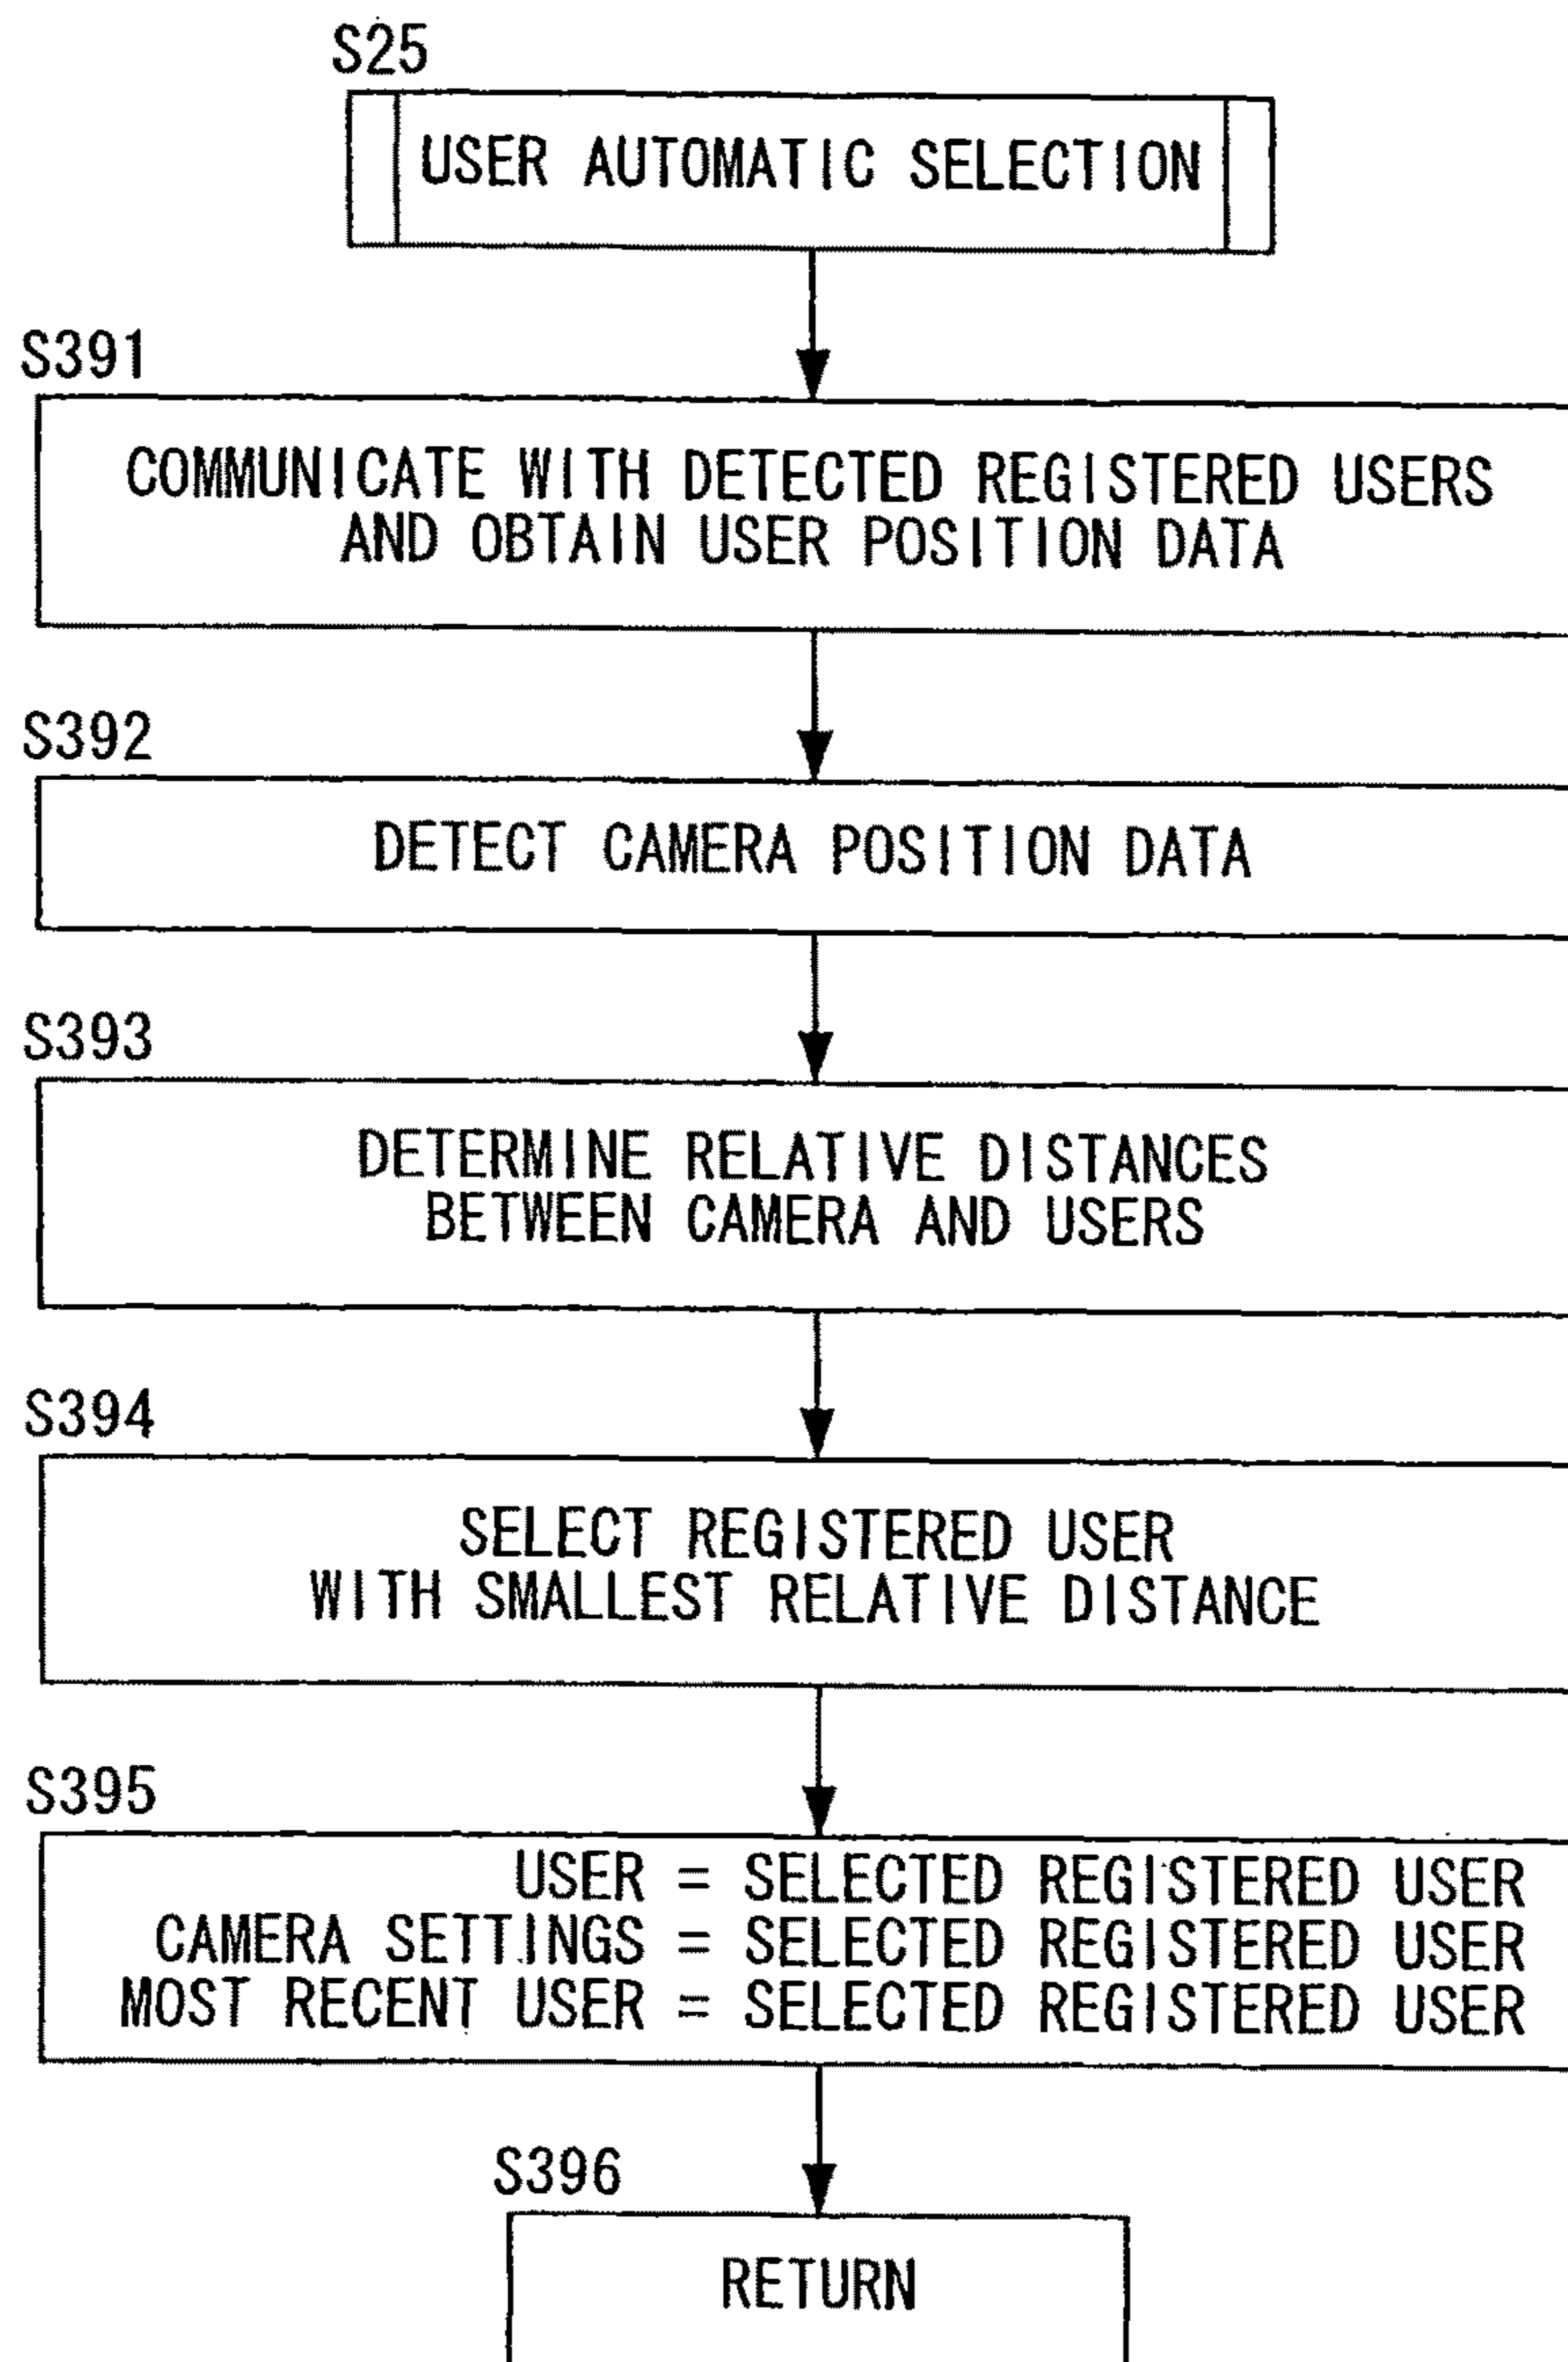 S25
USER AUTOMATIC SELECTION
S391
COMMUNICATE WITH DETECTED REGISTERED USERS
AND OBTAIN USER POSITION DATA
S392
DETECT CAMERA POSITION DATA
S393
DETERMINE RELATIVE DISTANCES
BETWEEN CAMERA AND USERS
S394
SELECT REGISTERED USER
WITH SMALLEST RELATIVE DISTANCE
S395
USER = SELECTED REGISTERED USER
CAMERA SETTINGS = SELECTED REGISTERED USER
MOST RECENT USER = SELECTED REGISTERED USER
S396
RETURN